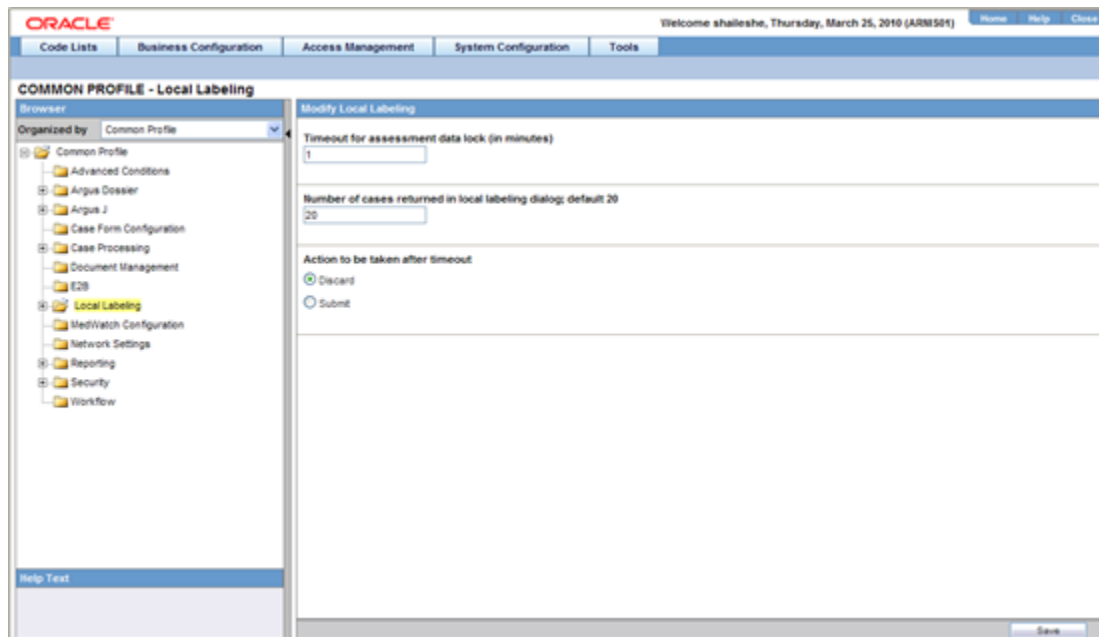 ORACLE
Welcome shaileshe, Thursday, March 25, 2010 (ARNIS01)
Home Help Close
Code Lists Business Configuration Access Management System Configuration Tools
COMMON PROFILE - Local Labeling
Browser
Organized by Common Profile
Common Profile
Advanced Conditions
Argus Dossier
Argus J
Case Form Configuration
Case Processing
Document Management
E2B
Local Labeling
MedWatch Configuration
Network Settings
Reporting
Security
Workflow
Help Text
Modify Local Labeling
Timeout for assessment data lock (in minutes)
1
Number of cases returned in local labeling dialog; default 20
20
Action to be taken after timeout
Discard
Submit
Save